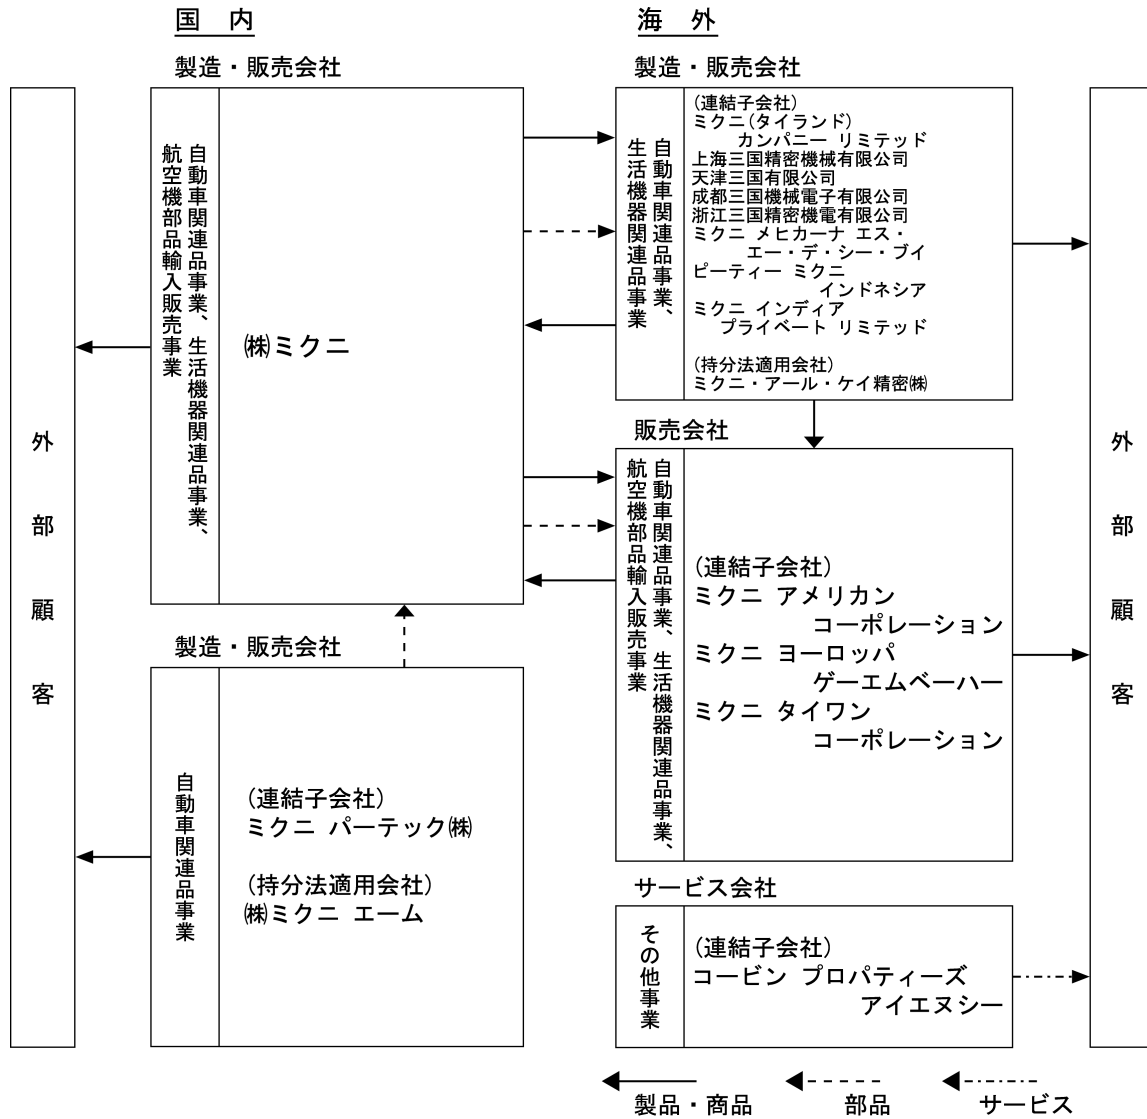 国　内
製造・販売会社
外部顧客
自動車関連品事業、生活機器関連品事業、
航空機部品輸入販売事業
㈱ミクニ
製造・販売会社
自動車関連品事業
(連結子会社)
ミクニ パーテック㈱
(持分法適用会社)
㈱ミクニ エーム
海　外
製造・販売会社
自動車関連品事業、
生活機器関連品事業
(連結子会社)
ミクニ(タイランド)
カンパニー リミテッド
上海三国精密機械有限公司
天津三国有限公司
成都三国機械電子有限公司
浙江三国精密機電有限公司
ミクニ メヒカーナ エス・
エー・デ・シー・ブイ
ピーティー ミクニ
インドネシア
ミクニ インディア
プライベート リミテッド
(持分法適用会社)
ミクニ・アール・ケイ精密㈱
販売会社
自動車関連品事業、生活機器関連品事業、
航空機部品輸入販売事業
(連結子会社)
ミクニ アメリカン
コーポレーション
ミクニ ヨーロッパ
ゲーエムベーハー
ミクニ タイワン
コーポレーション
サービス会社
その他事業
(連結子会社)
コービン プロパティーズ
アイエヌシー
外部顧客
製品・商品
部品
サービス